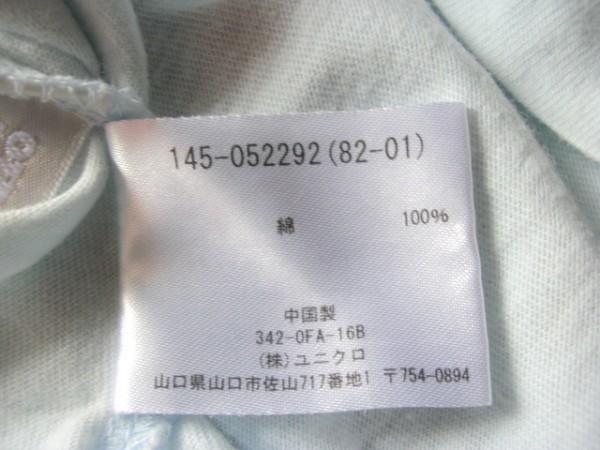 145-052292(82-01)
綿 100%
中国製
342-0FA-16B
(株)ユニクロ
山口県山口市佐山717番地1 〒754-0894